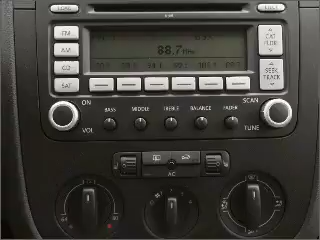 LOAD EJECT
FM
AM
CD
SAT
88.7 MHz
CAT
FLDR
SEEK
TRACK
ON SCAN
BASS MIDDLE TREBLE BALANCE FADER
VOL TUNE
AC